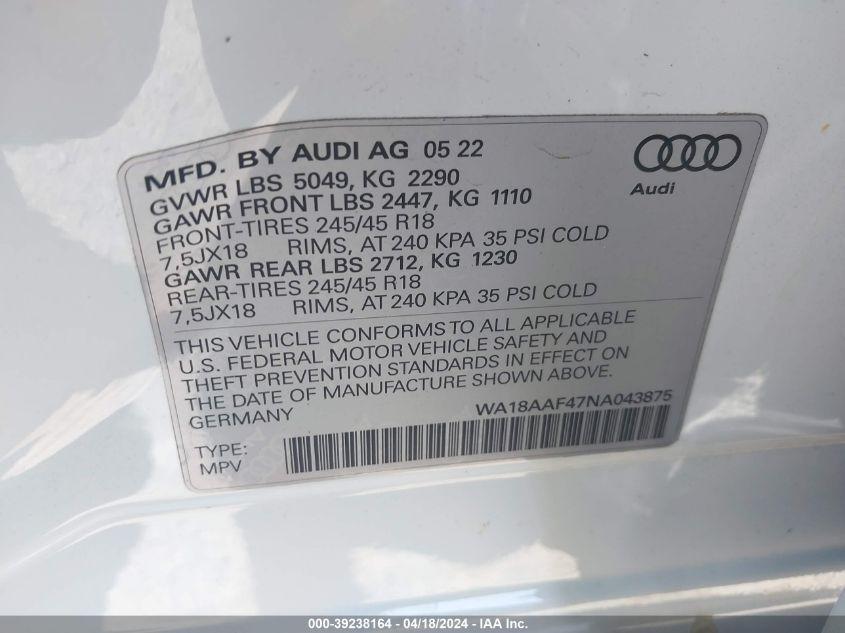 MFD. BY AUDI AG 05 22
GVWR LBS 5049, KG 2290
GAWR FRONT LBS 2447, KG 1110
FRONT-TIRES 245/45 R18
7,5JX18 RIMS, AT 240 KPA 35 PSI COLD
GAWR REAR LBS 2712, KG 1230
REAR-TIRES 245/45 R18
7,5JX18 RIMS, AT 240 KPA 35 PSI COLD
Audi
THIS VEHICLE CONFORMS TO ALL APPLICABLE
U.S. FEDERAL MOTOR VEHICLE SAFETY AND
THEFT PREVENTION STANDARDS IN EFFECT ON
THE DATE OF MANUFACTURE SHOWN ABOVE.
GERMANY WA18AAF47NA043875
TYPE:
MPV
000-39238164 - 04/18/2024 - IAA Inc.